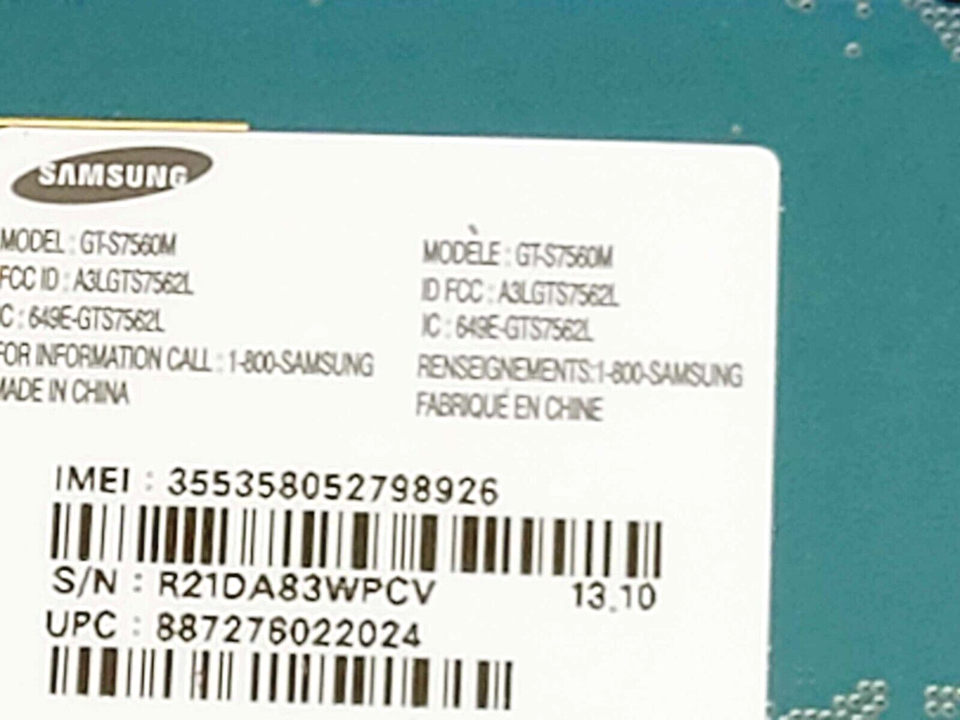 SAMSUNG
MODEL : GT-S7560M
FCC ID : A3LGTS7562L
IC : 649E-GTS7562L
FOR INFORMATION CALL : 1-800-SAMSUNG
MADE IN CHINA
MODÈLE : GT-S7560M
ID FCC : A3LGTS7562L
IC : 649E-GTS7562L
RENSEIGNEMENTS:1-800-SAMSUNG
FABRIQUÉ EN CHINE
IMEI : 355358052798926
S/N : R21DA83WPCV 13.10
UPC : 887276022024